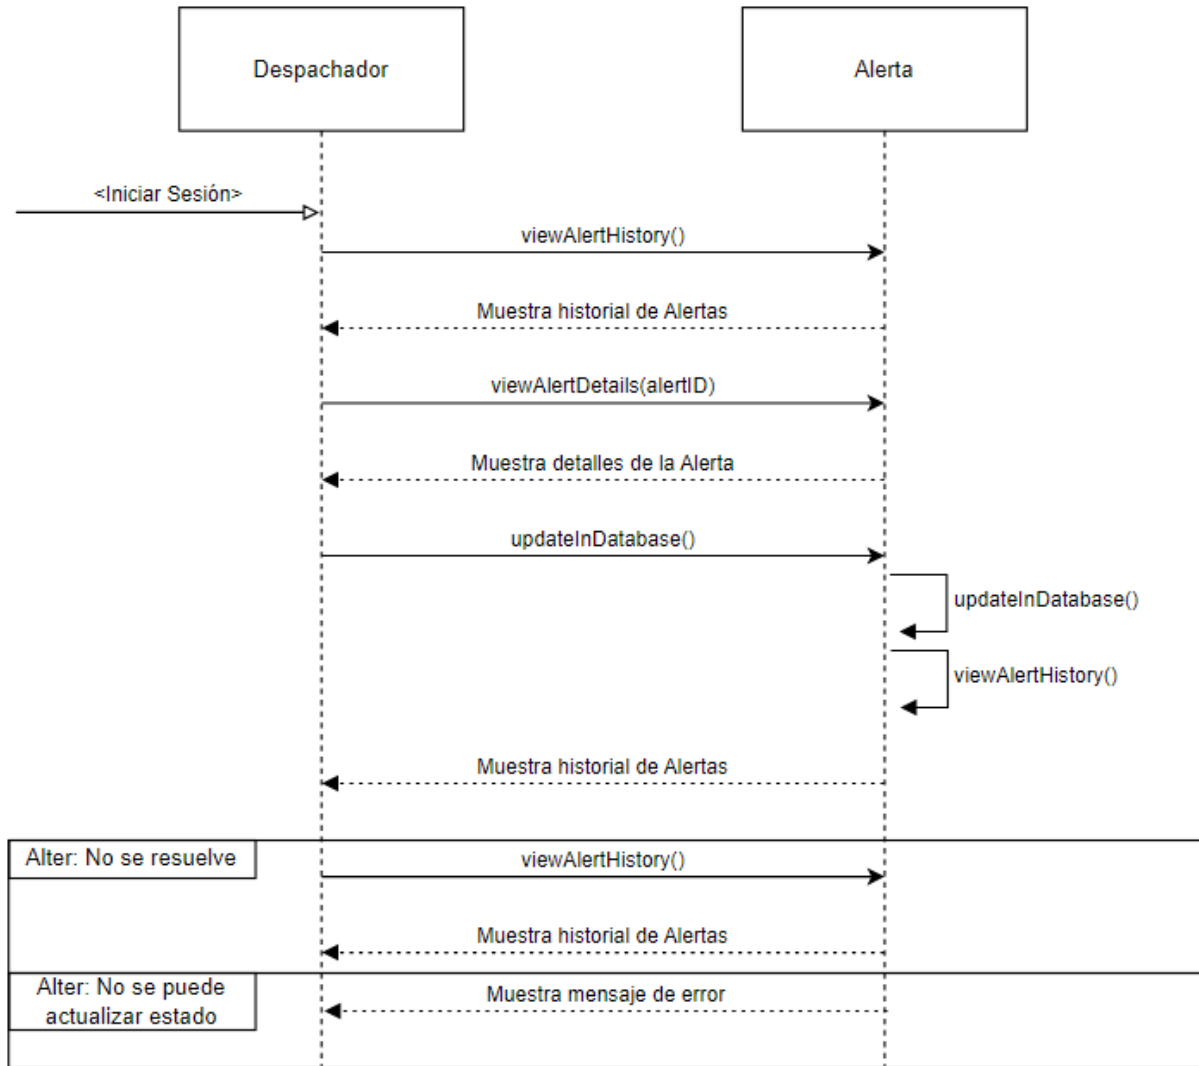 Despachador
Alerta
<Iniciar Sesión>
viewAlertHistory()
Muestra historial de Alertas
viewAlertDetails(alertID)
Muestra detalles de la Alerta
updateInDatabase()
updateInDatabase()
viewAlertHistory()
Muestra historial de Alertas
Alter: No se resuelve
viewAlertHistory()
Muestra historial de Alertas
Alter: No se puede
actualizar estado
Muestra mensaje de error